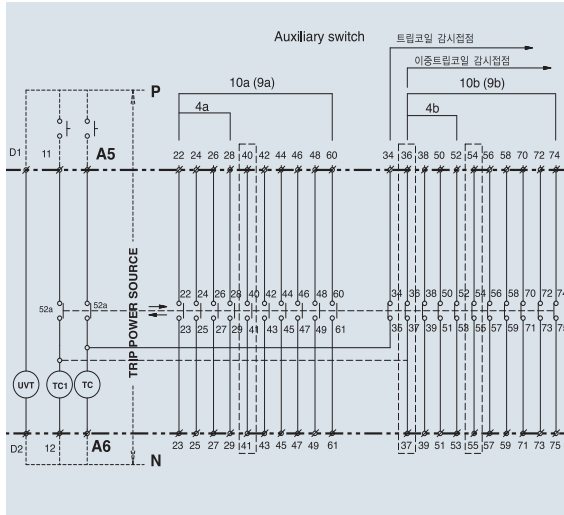 Auxiliary switch
트립코일 감시접점
이중트립코일 감시접점
P
10a (9a)
10b (9b)
4a
4b
D1
11
A5
22 24 26 28 40 42 44 46 48 60
34 36 38 50 52 54 56 58 70 72 74
TRIP POWER SOURCE
52a
52a
22 24 26 28 40 42 44 46 48 60
34 36 38 50 52 54 56 58 70 72 74
23 25 27 29 41 43 45 47 49 61
35 37 39 51 53 55 57 59 71 73 75
UVT
TC1
TC
D2
12
A6
N
23 25 27 29 41 43 45 47 49 61
37 39 51 53 55 57 59 71 73 75